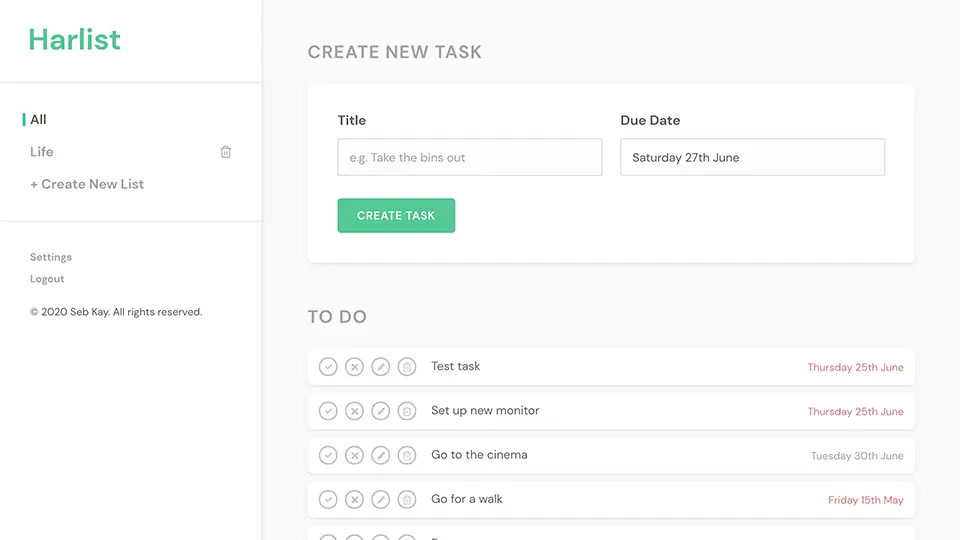 Harlist
All
Life
+ Create New List
Settings
Logout
© 2020 Seb Kay. All rights reserved.
CREATE NEW TASK
Title
Due Date
e.g. Take the bins out
Saturday 27th June
CREATE TASK
TO DO
Test task
Thursday 25th June
Set up new monitor
Thursday 25th June
Go to the cinema
Tuesday 30th June
Go for a walk
Friday 15th May